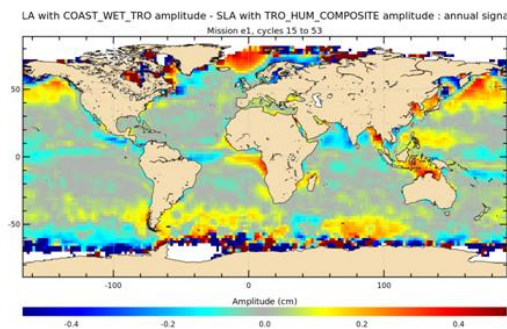 LA with COAST_WET_TRO amplitude - SLA with TRO_HUM_COMPOSITE amplitude : annual signa
Mission e1, cycles 15 to 53
50
0
-50
-100 0 100
Amplitude (cm)
-0.4 -0.2 0.0 0.2 0.4